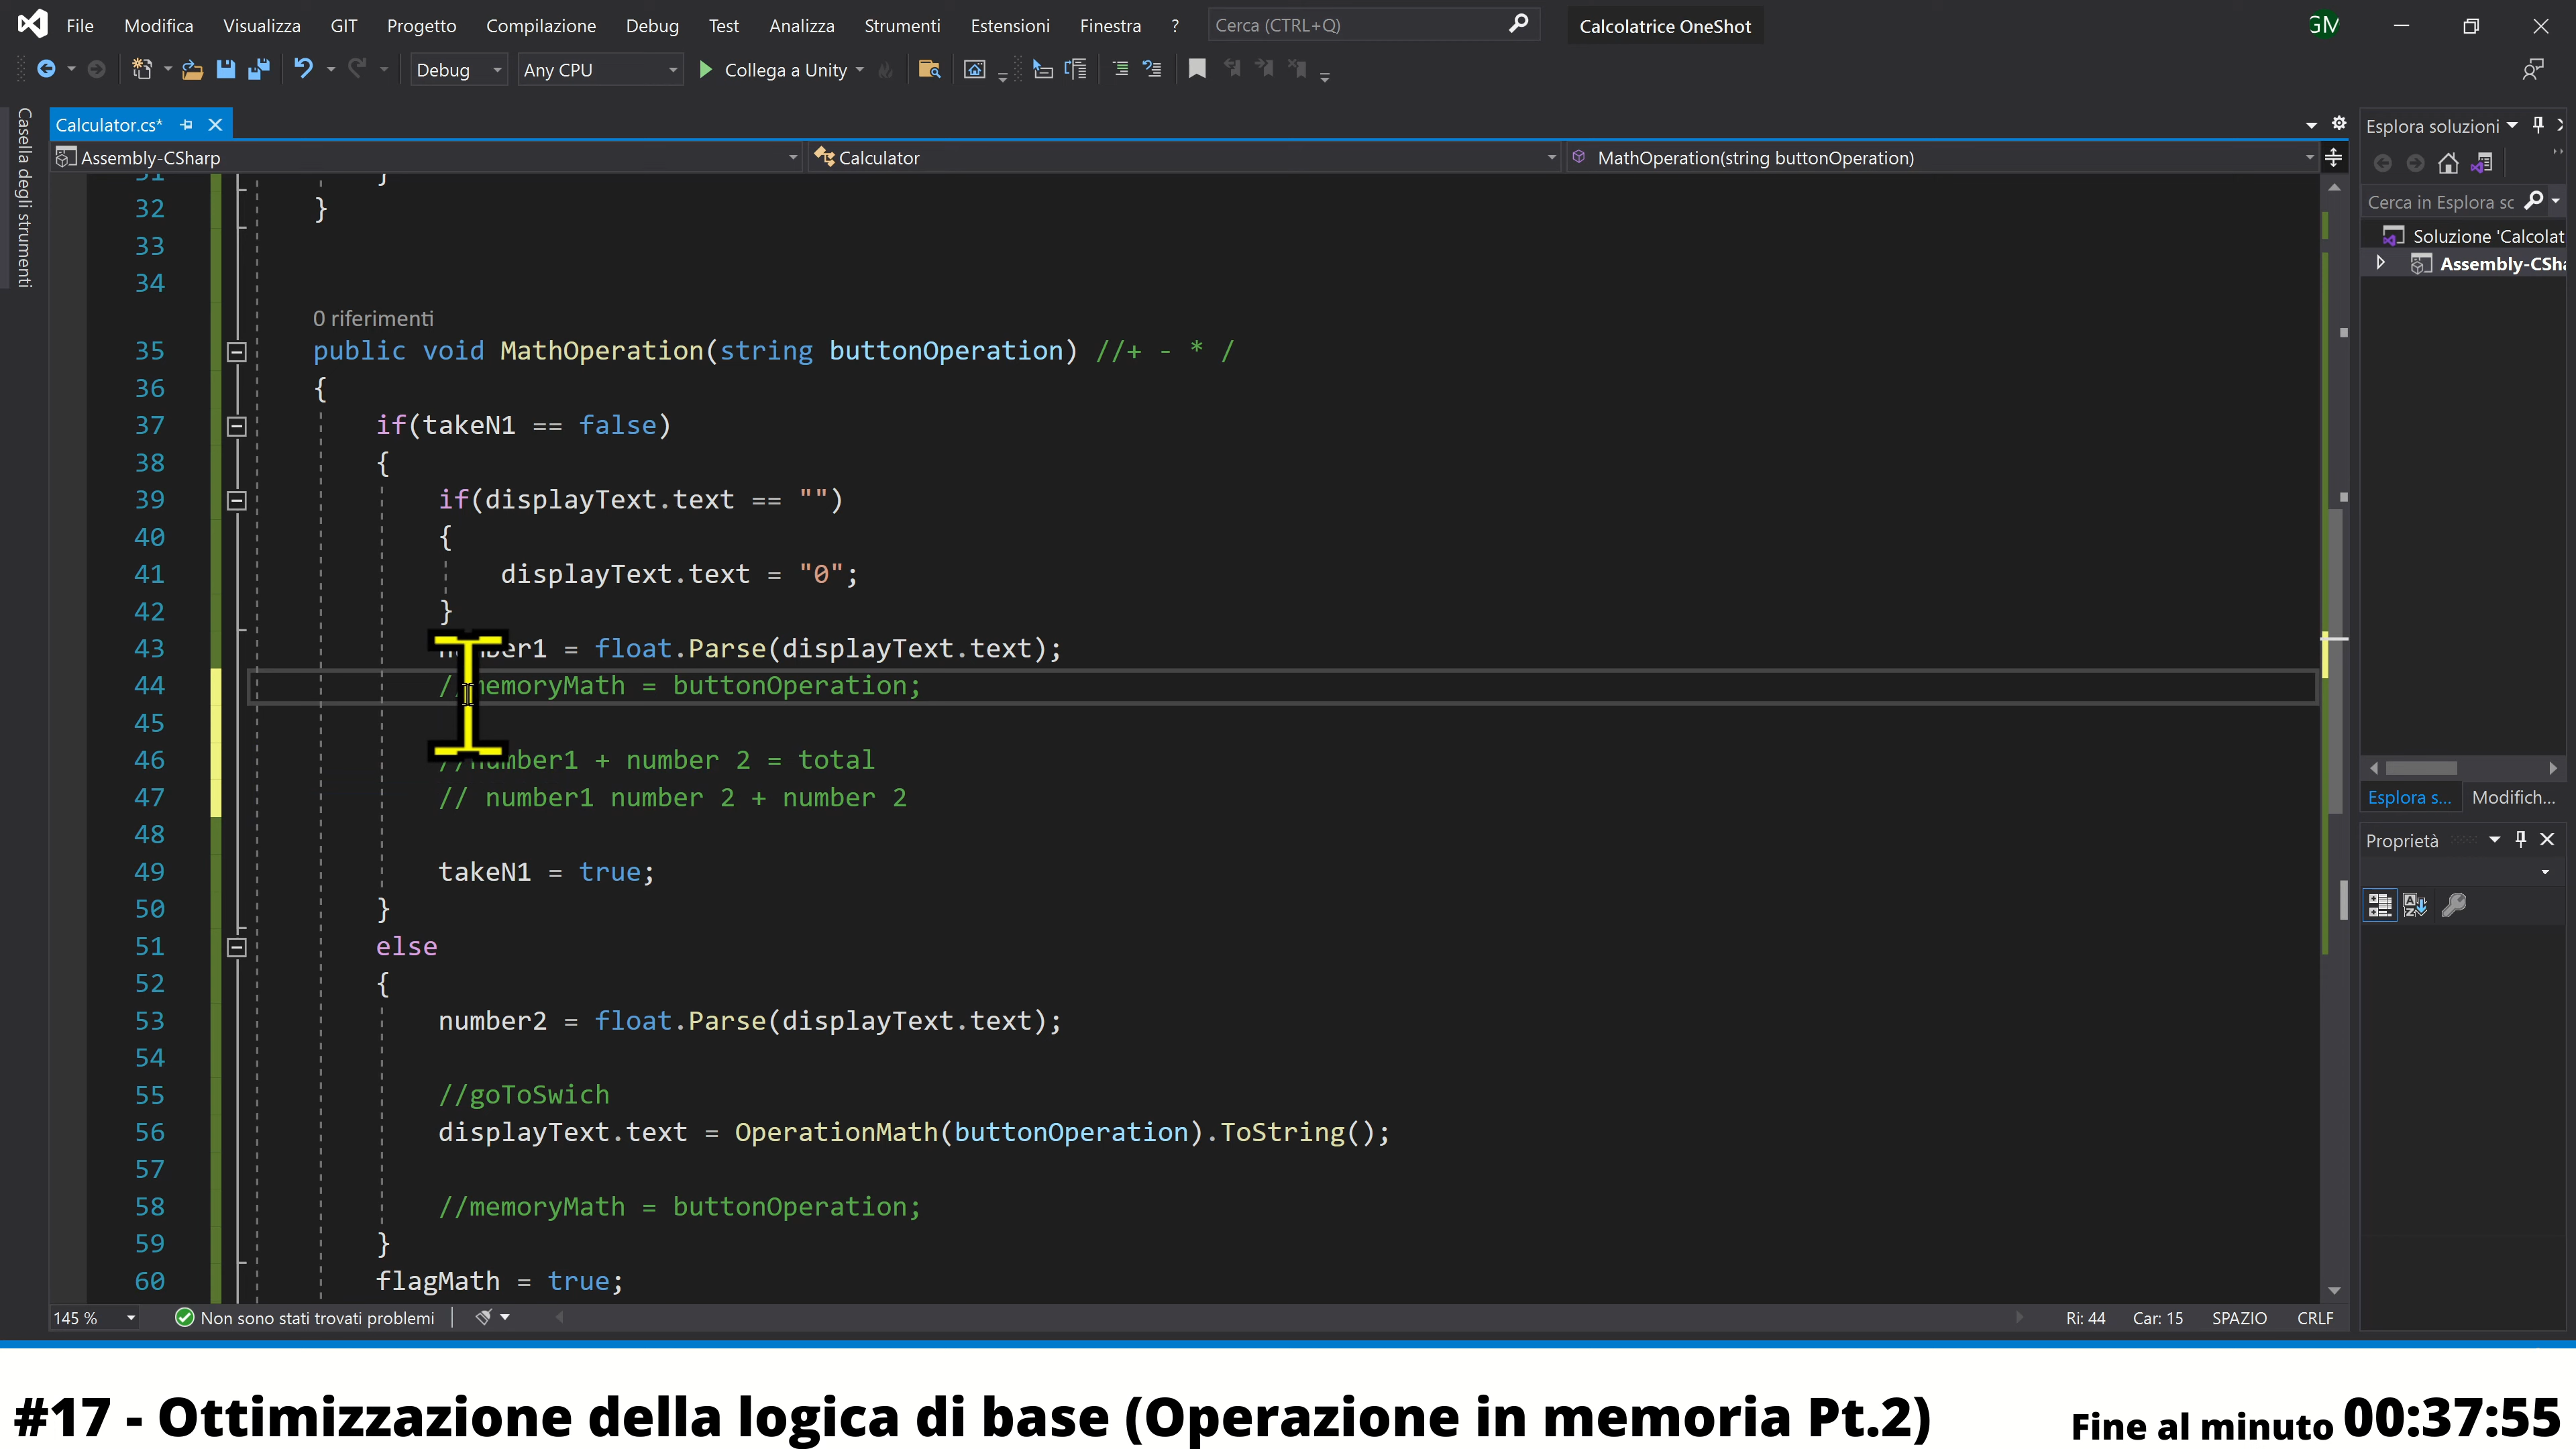 File Modifica Visualizza GIT Progetto Compilazione Debug Test Analizza Strumenti Estensioni Finestra ? Cerca (CTRL+Q) Calcolatrice OneShot GM
Debug Any CPU Collega a Unity
Casella degli strumenti
Calculator.cs*
Esplora soluzioni
Assembly-CSharp Calculator MathOperation(string buttonOperation)
Cerca in Esplora sc
Soluzione 'Calcolat
Assembly-CSha
31 }
32 }
33
34
0 riferimenti
35 public void MathOperation(string buttonOperation) //+ - * /
36 {
37 if(takeN1 == false)
38 {
39 if(displayText.text == "")
40 {
41 displayText.text = "0";
42 }
43 number1 = float.Parse(displayText.text);
44 //memoryMath = buttonOperation;
45
46 //number1 + number 2 = total
47 // number1 number 2 + number 2
48
49 takeN1 = true;
50 }
51 else
52 {
53 number2 = float.Parse(displayText.text);
54
55 //goToSwich
56 displayText.text = OperationMath(buttonOperation).ToString();
57
58 //memoryMath = buttonOperation;
59 }
60 flagMath = true;
Esplora s... Modifich...
Proprietà
145 % Non sono stati trovati problemi Ri: 44 Car: 15 SPAZIO CRLF
#17 - Ottimizzazione della logica di base (Operazione in memoria Pt.2) Fine al minuto 00:37:55